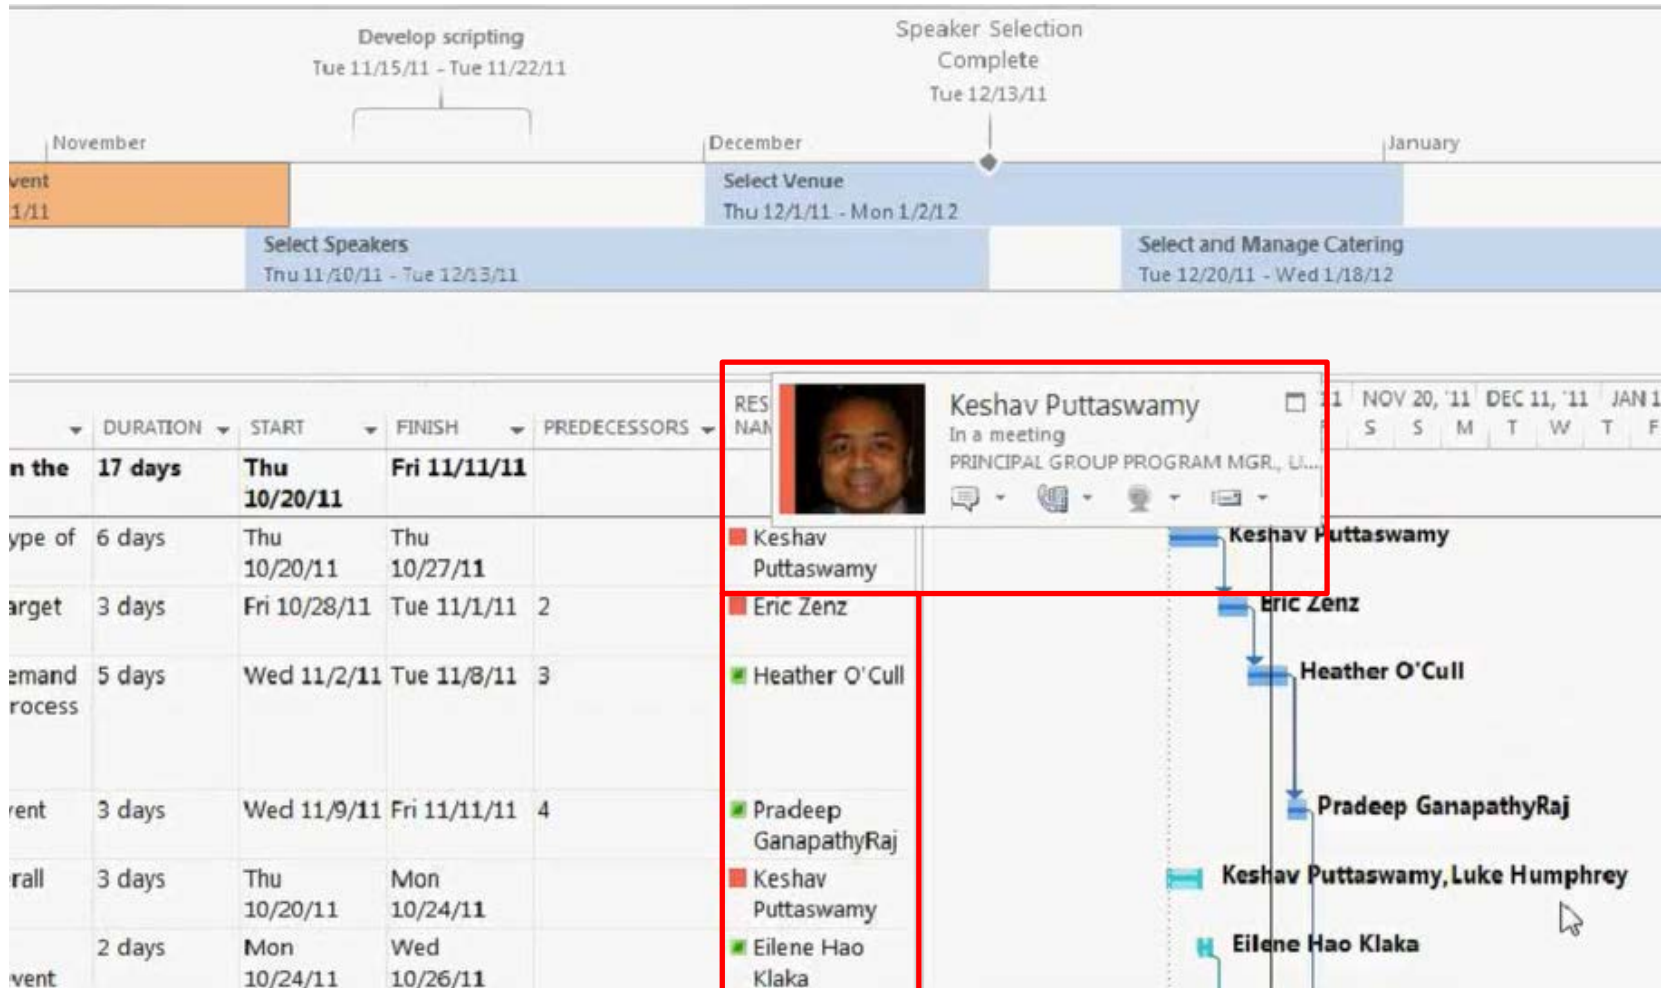 Develop scripting
Tue 11/15/11 - Tue 11/22/11
Speaker Selection
Complete
Tue 12/13/11
November
December
January
vent
1/11
Select Venue
Thu 12/1/11 - Mon 1/2/12
Select Speakers
Thu 11/10/11 - Tue 12/13/11
Select and Manage Catering
Tue 12/20/11 - Wed 1/18/12
DURATION START FINISH PREDECESSORS
RES
NAM
Keshav Puttaswamy
In a meeting
PRINCIPAL GROUP PROGRAM MGR., U...
11 NOV 20, '11 DEC 11, '11 JAN 1
S S M T W T F
n the 17 days Thu Fri 11/11/11
10/20/11
ype of 6 days Thu Thu Keshav Keshav Puttaswamy
10/20/11 10/27/11 Puttaswamy
arget 3 days Fri 10/28/11 Tue 11/1/11 2 Eric Zenz Eric Zenz
emand 5 days Wed 11/2/11 Tue 11/8/11 3 Heather O'Cull Heather O'Cull
rocess
vent 3 days Wed 11/9/11 Fri 11/11/11 4 Pradeep Pradeep GanapathyRaj
GanapathyRaj
rall 3 days Thu Mon Keshav Keshav Puttaswamy,Luke Humphrey
10/20/11 10/24/11 Puttaswamy
2 days Mon Wed Eilene Hao Eilene Hao Klaka
vent 10/24/11 10/26/11 Klaka